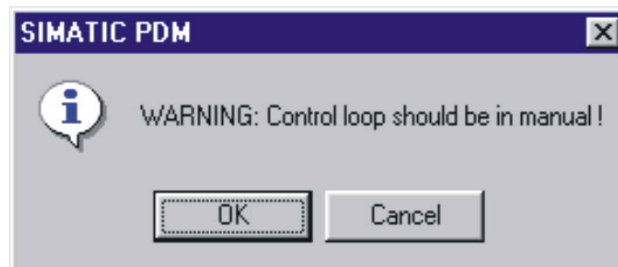 SIMATIC PDM
WARNING: Control loop should be in manual !
OK
Cancel